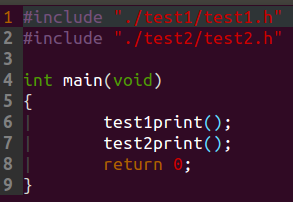 1 #include "./test1/test1.h"
2 #include "./test2/test2.h"
3
4 int main(void)
5 {
6 |       test1print();
7 |       test2print();
8 |       return 0;
9 }